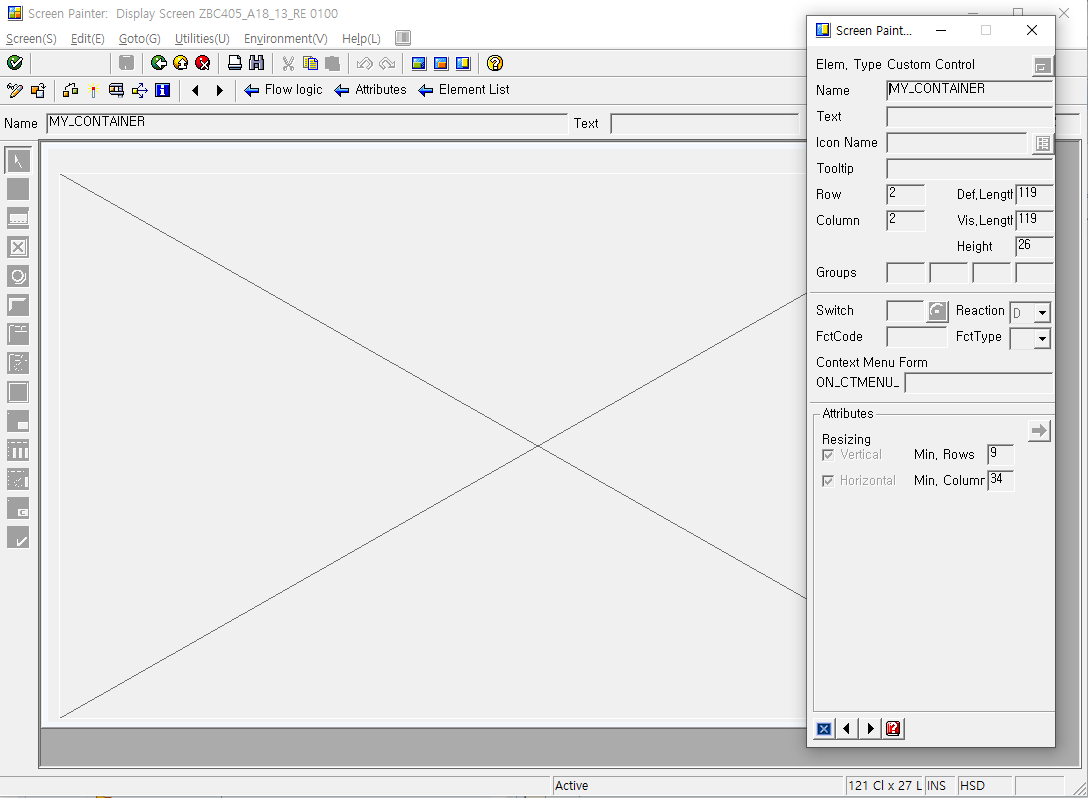 Screen Painter: Display Screen ZBC405_A18_13_RE 0100
Screen(S) Edit(E) Goto(G) Utilities(U) Environment(V) Help(L)
Flow logic Attributes Element List
Name MY_CONTAINER Text
Screen Paint...
Elem. Type Custom Control
Name MY_CONTAINER
Text
Icon Name
Tooltip
Row 2 Def.Length 119
Column 2 Vis.Length 119
Height 26
Groups
Switch Reaction D
FctCode FctType
Context Menu Form
ON_CTMENU_
Attributes
Resizing
Vertical Min. Rows 9
Horizontal Min. Column 34
Active 121 Cl x 27 L INS HSD